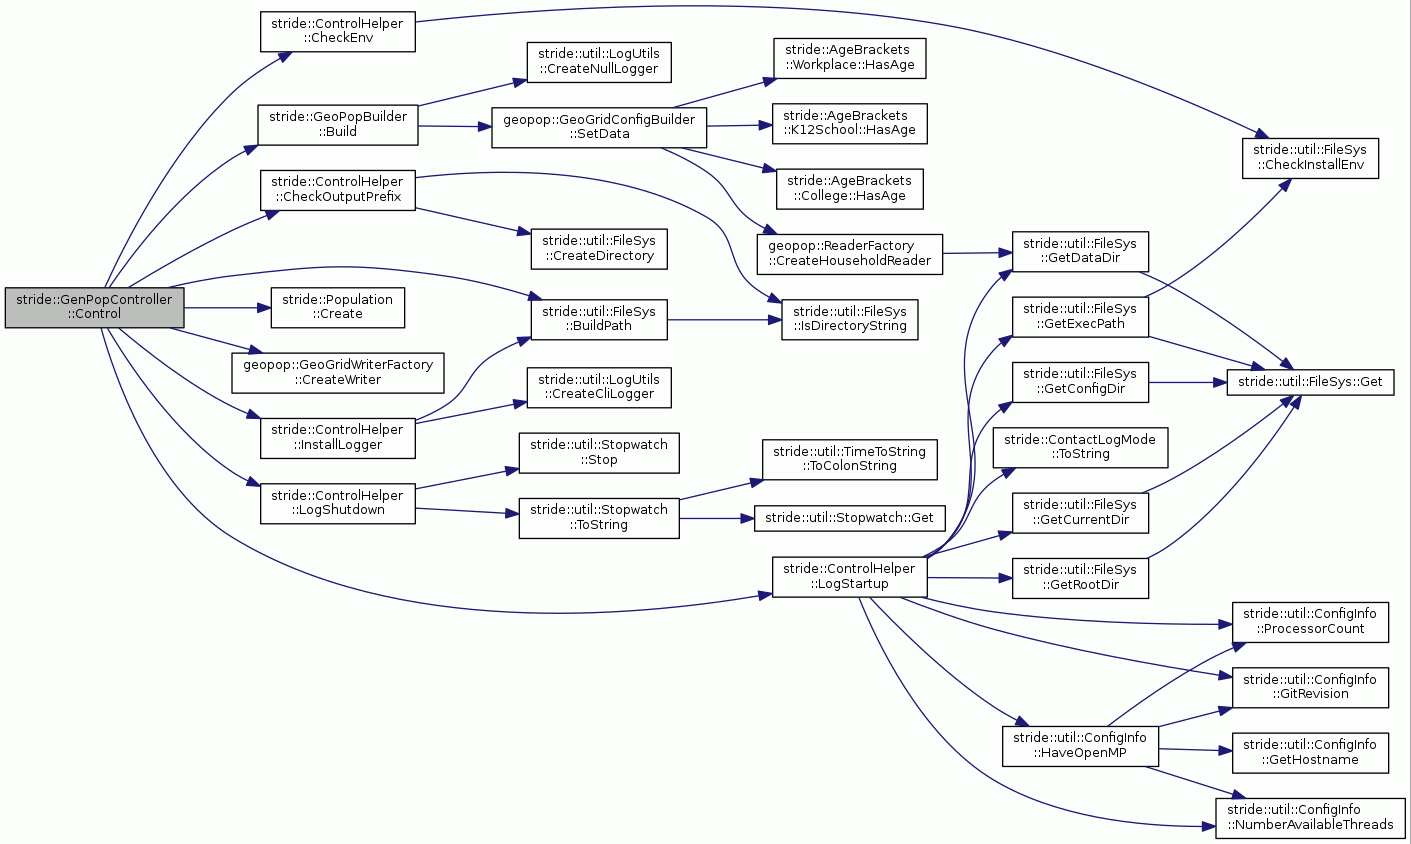 stride::ControlHelper
::CheckEnv
stride::util::LogUtils
::CreateNullLogger
stride::AgeBrackets
::Workplace::HasAge
stride::GeoPopBuilder
::Build
geopop::GeoGridConfigBuilder
::SetData
stride::AgeBrackets
::K12School::HasAge
stride::util::FileSys
::CheckInstallEnv
stride::ControlHelper
::CheckOutputPrefix
stride::AgeBrackets
::College::HasAge
stride::util::FileSys
::CreateDirectory
geopop::ReaderFactory
::CreateHouseholdReader
stride::util::FileSys
::GetDataDir
stride::GenPopController
::Control
stride::Population
::Create
stride::util::FileSys
::BuildPath
stride::util::FileSys
::IsDirectoryString
stride::util::FileSys
::GetExecPath
geopop::GeoGridWriterFactory
::CreateWriter
stride::util::LogUtils
::CreateCliLogger
stride::util::FileSys
::GetConfigDir
stride::util::FileSys::Get
stride::ControlHelper
::InstallLogger
stride::util::Stopwatch
::Stop
stride::util::TimeToString
::ToColonString
stride::ContactLogMode
::ToString
stride::ControlHelper
::LogShutdown
stride::util::Stopwatch
::ToString
stride::util::Stopwatch::Get
stride::util::FileSys
::GetCurrentDir
stride::ControlHelper
::LogStartup
stride::util::FileSys
::GetRootDir
stride::util::ConfigInfo
::ProcessorCount
stride::util::ConfigInfo
::GitRevision
stride::util::ConfigInfo
::HaveOpenMP
stride::util::ConfigInfo
::GetHostname
stride::util::ConfigInfo
::NumberAvailableThreads